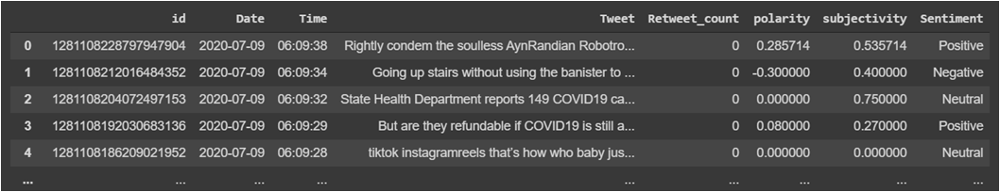 id Date Time Tweet Retweet_count polarity subjectivity Sentiment
0 1281108228797947904 2020-07-09 06:09:38 Rightly condem the soulless AynRandian Robotro... 0 0.285714 0.535714 Positive
1 1281108212016484352 2020-07-09 06:09:34 Going up stairs without using the banister to ... 0 -0.300000 0.400000 Negative
2 1281108204072497153 2020-07-09 06:09:32 State Health Department reports 149 COVID19 ca... 0 0.000000 0.750000 Neutral
3 1281108192030683136 2020-07-09 06:09:29 But are they refundable if COVID19 is still a... 0 0.080000 0.270000 Positive
4 1281108186209021952 2020-07-09 06:09:28 tiktok instagramreels that's how who baby jus... 0 0.000000 0.000000 Neutral
... ... ... ... ... ... ... ... ...